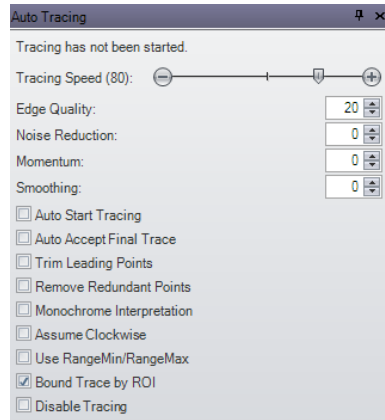 Auto Tracing
Tracing has not been started.
Tracing Speed (80):
Edge Quality: 20
Noise Reduction: 0
Momentum: 0
Smoothing: 0
Auto Start Tracing
Auto Accept Final Trace
Trim Leading Points
Remove Redundant Points
Monochrome Interpretation
Assume Clockwise
Use RangeMin/RangeMax
Bound Trace by ROI
Disable Tracing